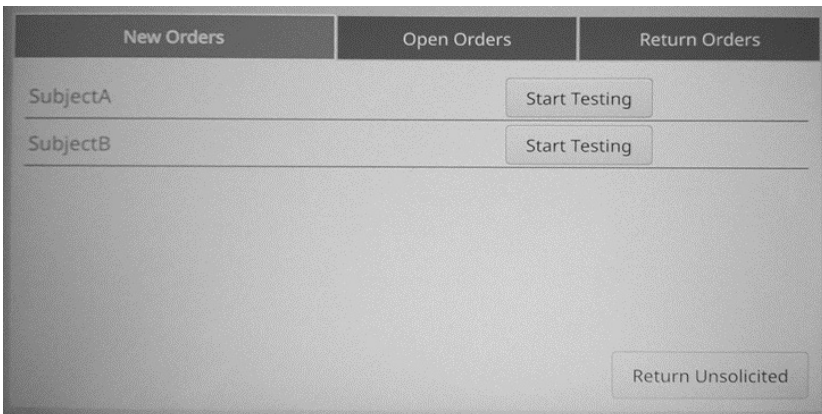 New Orders Open Orders Return Orders
SubjectA Start Testing
SubjectB Start Testing
Return Unsolicited